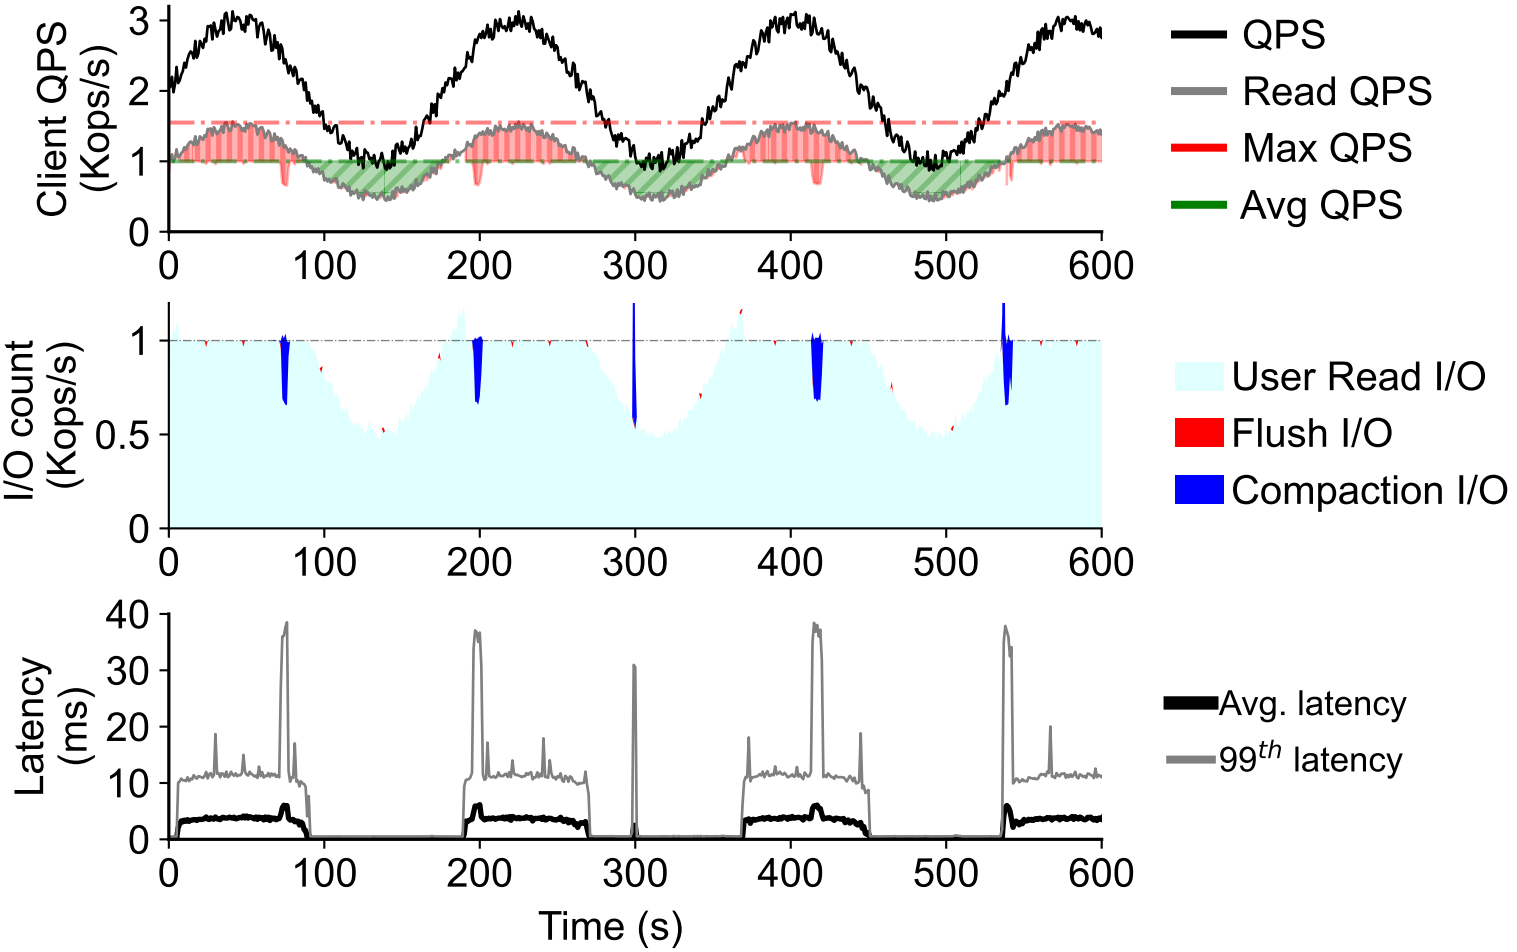 Client QPS
(Kops/s)
3
2
1
0
0 100 200 300 400 500 600
QPS
Read QPS
Max QPS
Avg QPS
I/O count
(Kops/s)
1
0.5
0
0 100 200 300 400 500 600
User Read I/O
Flush I/O
Compaction I/O
Latency
(ms)
40
30
20
10
0
0 100 200 300 400 500 600
Avg. latency
99th latency
Time (s)